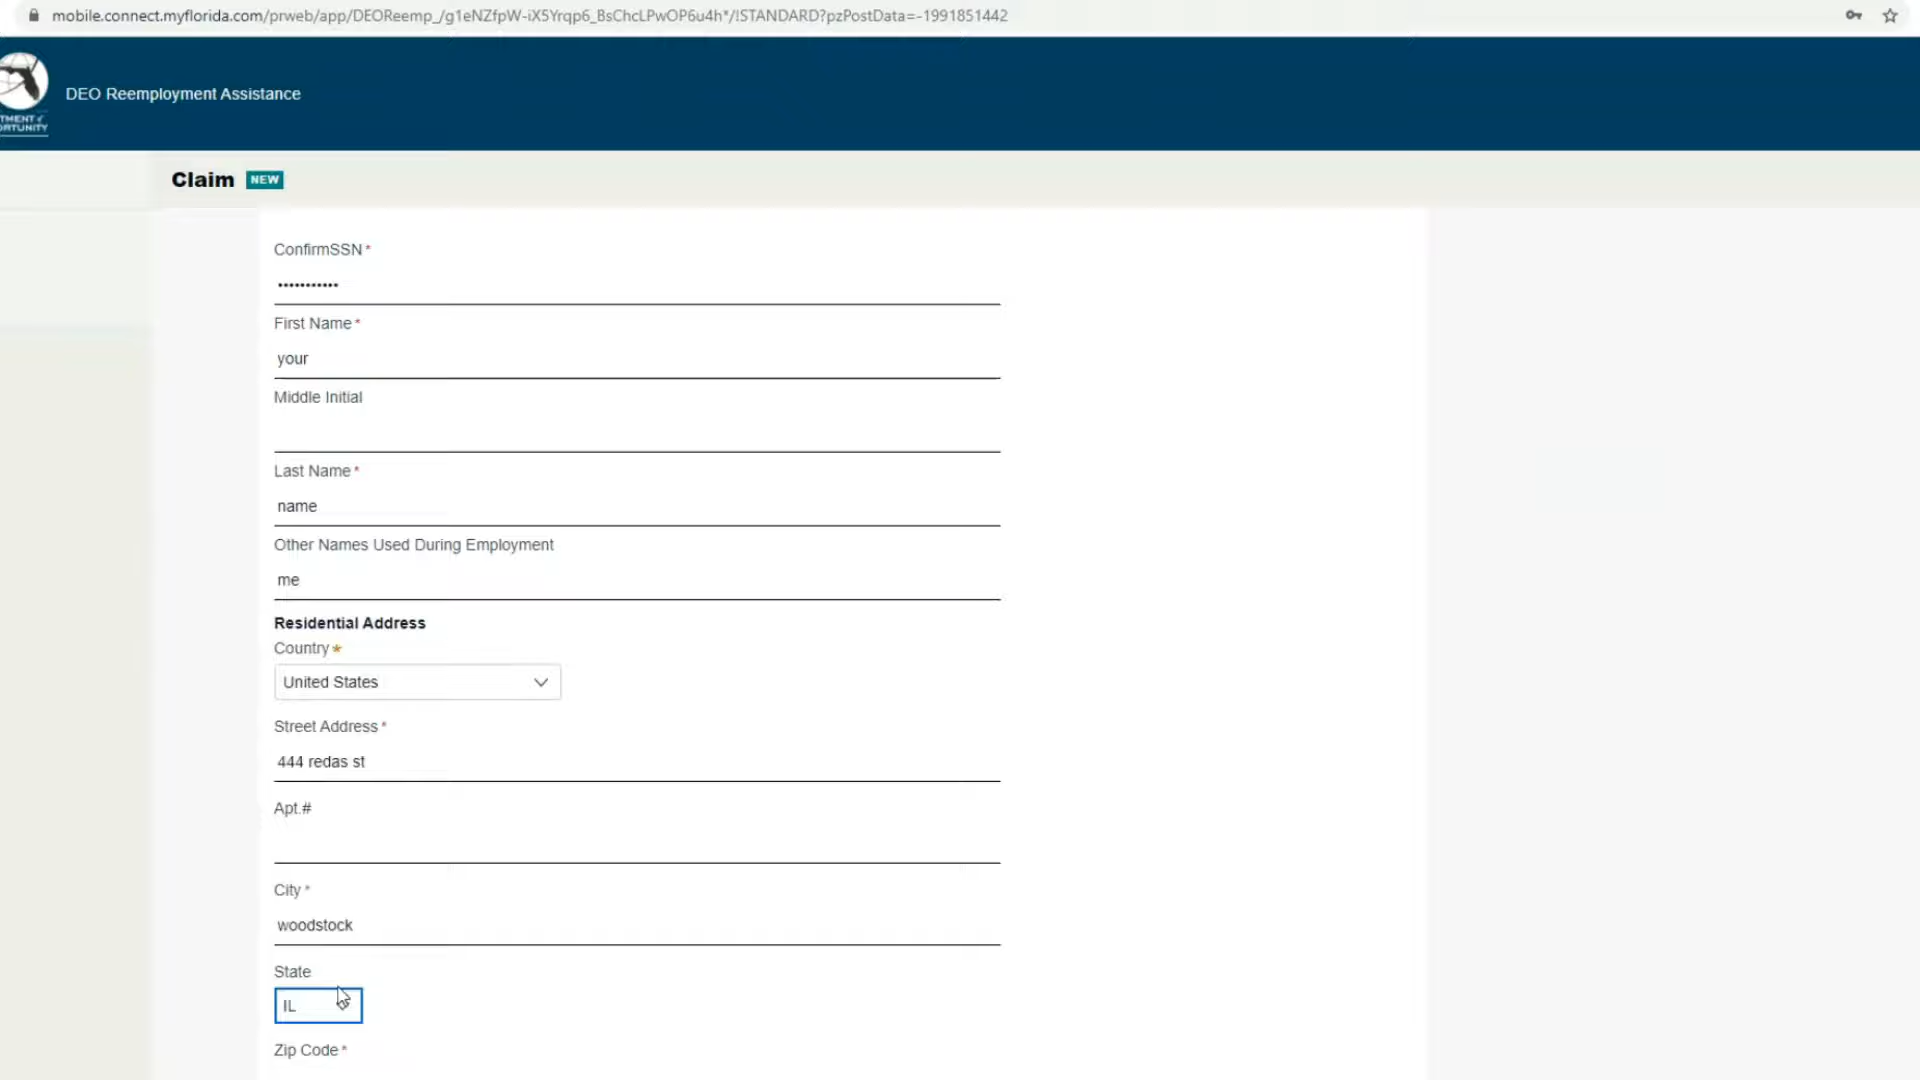 mobile.connect.myflorida.com/prweb/app/DEOReemp_/g1eNZfpW-iX5Yrqp6_BsChcLPwOP6u4h*/!STANDARD?pzPostData=-1991851442
DEO Reemployment Assistance
Claim NEW
ConfirmSSN*
•••••••••••
First Name*
your
Middle Initial
Last Name*
name
Other Names Used During Employment
me
Residential Address
Country*
United States
Street Address*
444 redas st
Apt.#
City*
woodstock
State
IL
Zip Code*